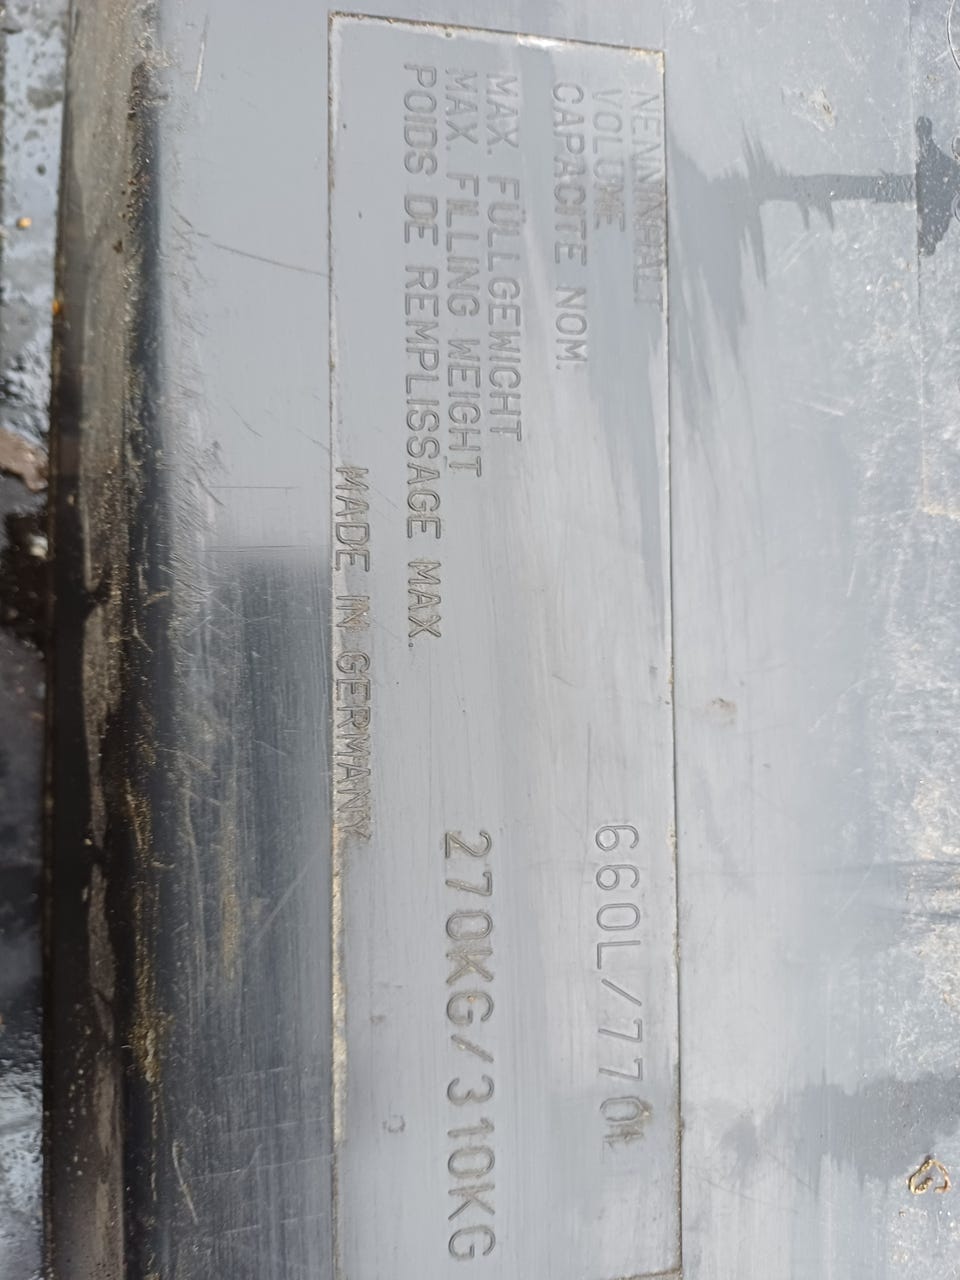 NENNINHALT
VOLUME
CAPACITE NOM.
660L/770L
MAX. FÜLLGEWICHT
MAX. FILLING WEIGHT
POIDS DE REMPLISSAGE MAX.
270KG/310KG
MADE IN GERMANY